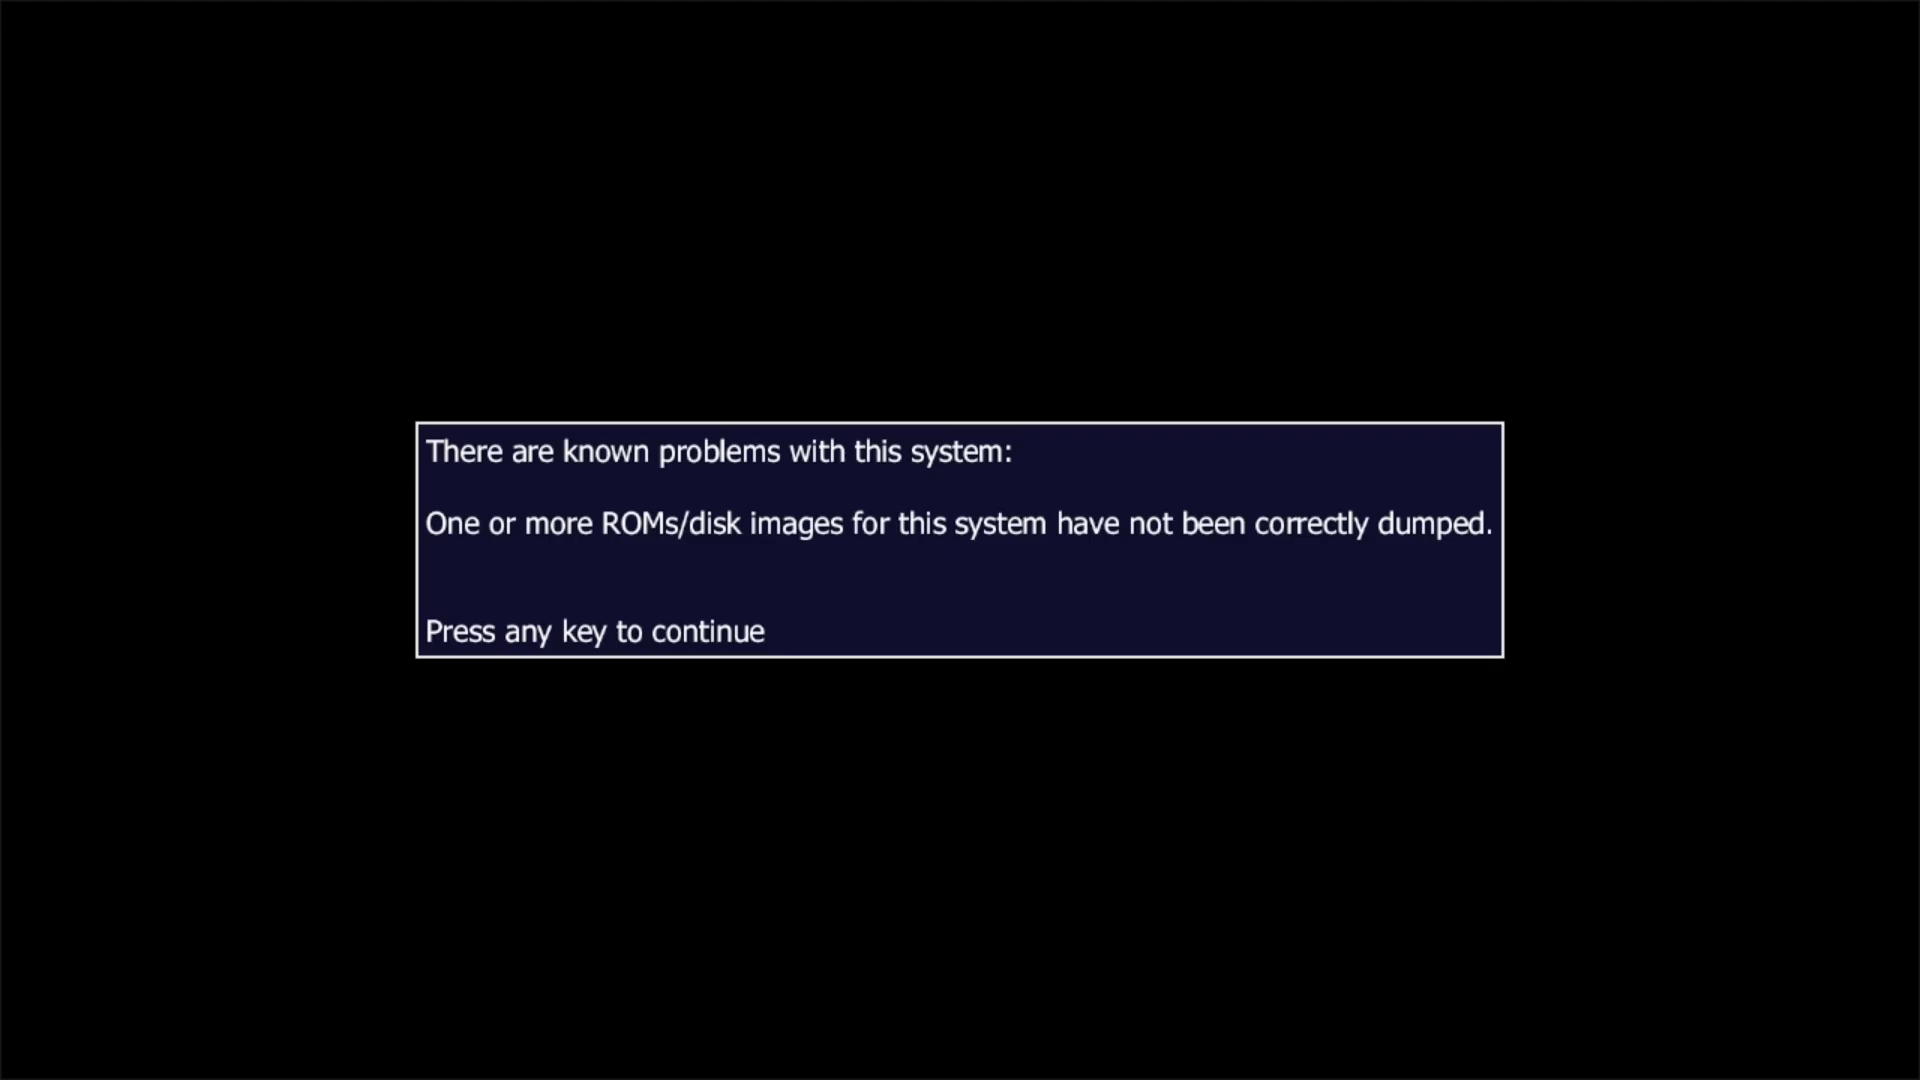 There are known problems with this system:
One or more ROMs/disk images for this system have not been correctly dumped.
Press any key to continue